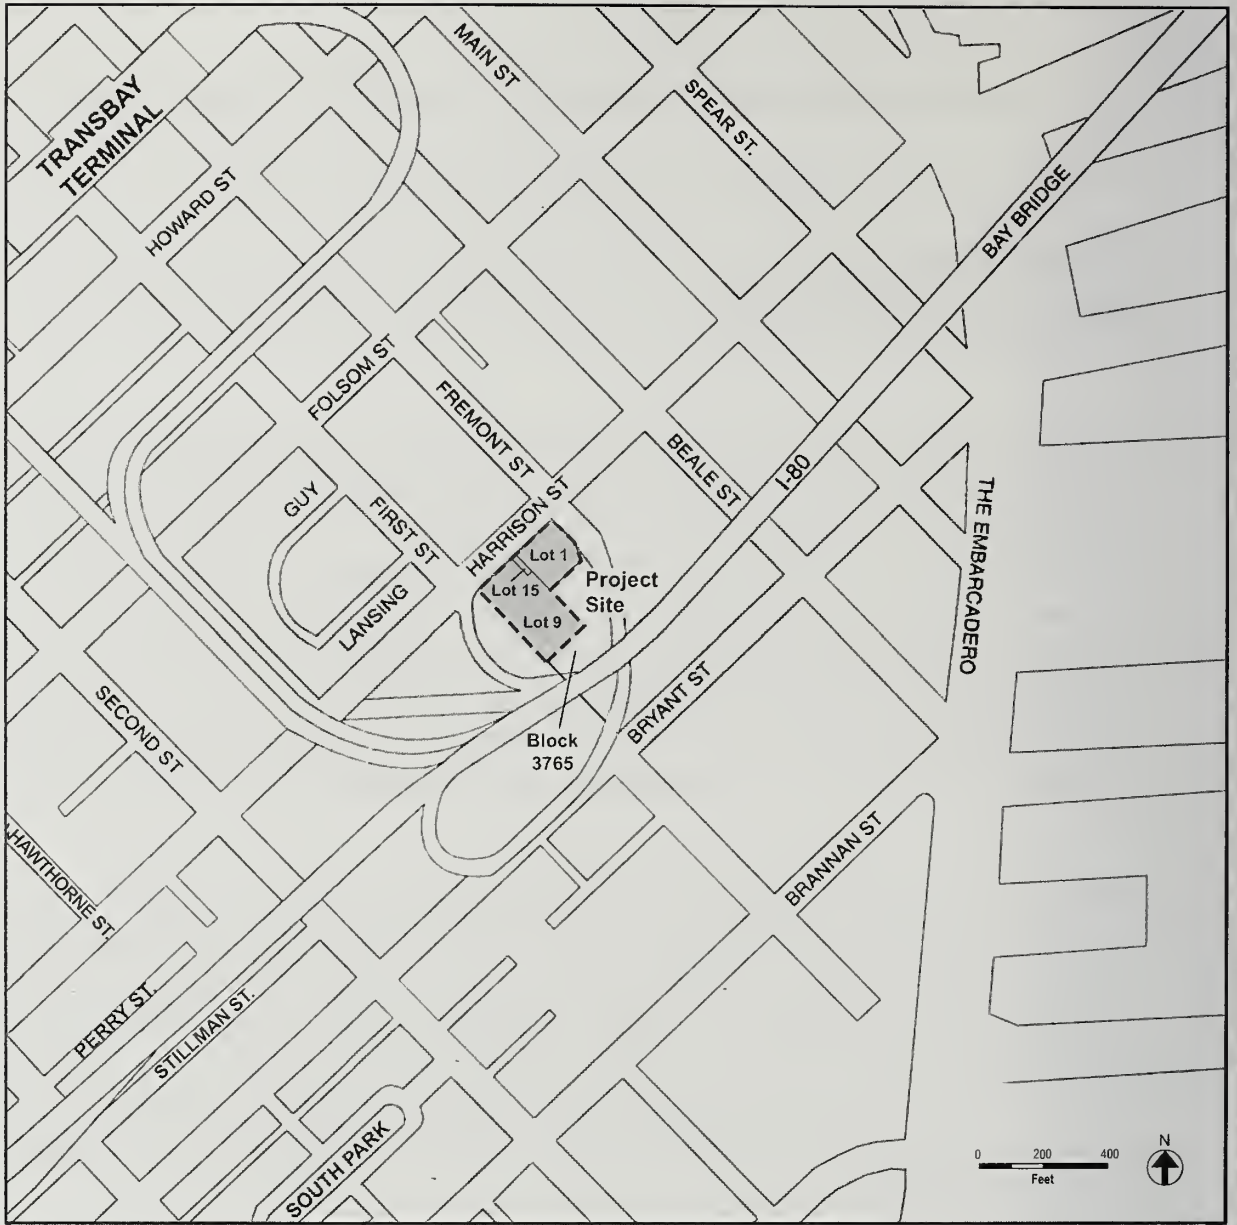 MAIN ST
TRANSBAY
TERMINAL
SPEAR ST.
HOWARD ST
BAY BRIDGE
FOLSOM ST
FREMONT ST
BEALE ST
I-80
GUY
FIRST ST
HARRISON ST
THE EMBARCADERO
Lot 1
Lot 15
Project
Site
LANSING
Lot 9
SECOND ST
BRYANT ST
Block
3765
HAWTHORNE ST.
BRANNAN ST
PERRY ST.
STILLMAN ST.
SOUTH PARK
0 200 400
Feet
N